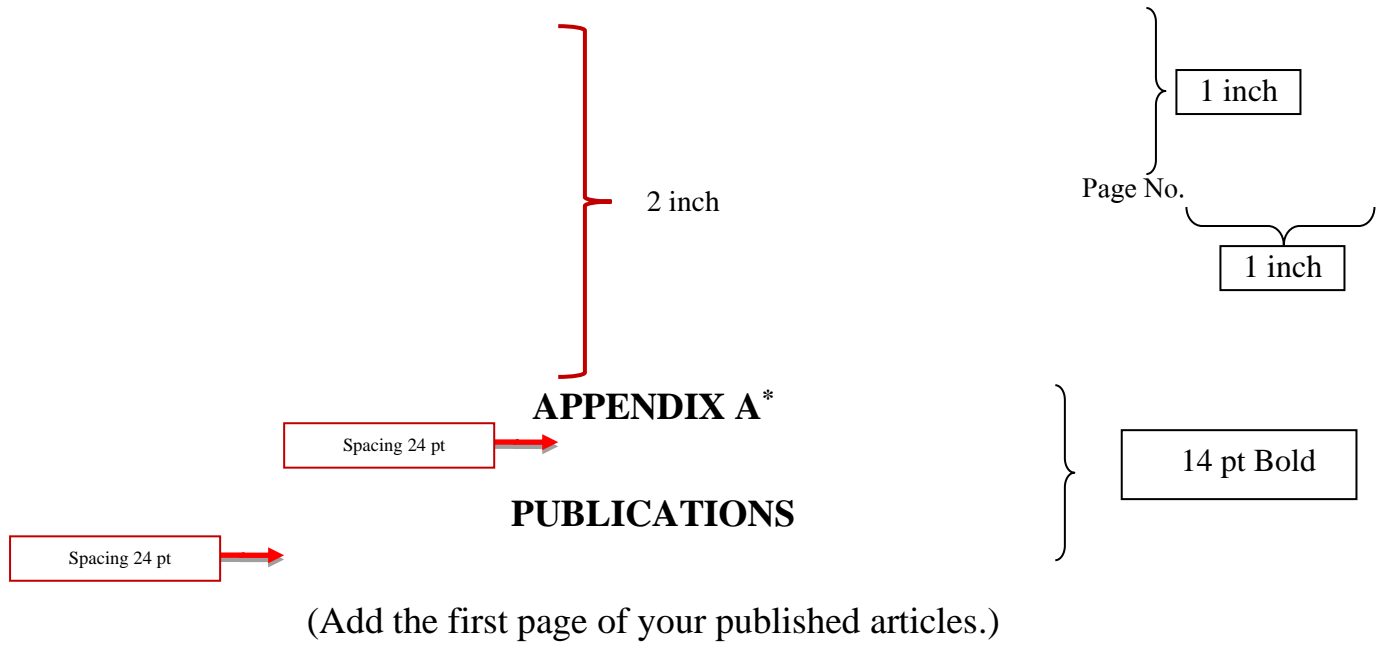 1 inch
Page No.
2 inch
1 inch
APPENDIX A*
Spacing 24 pt
14 pt Bold
PUBLICATIONS
Spacing 24 pt
(Add the first page of your published articles.)